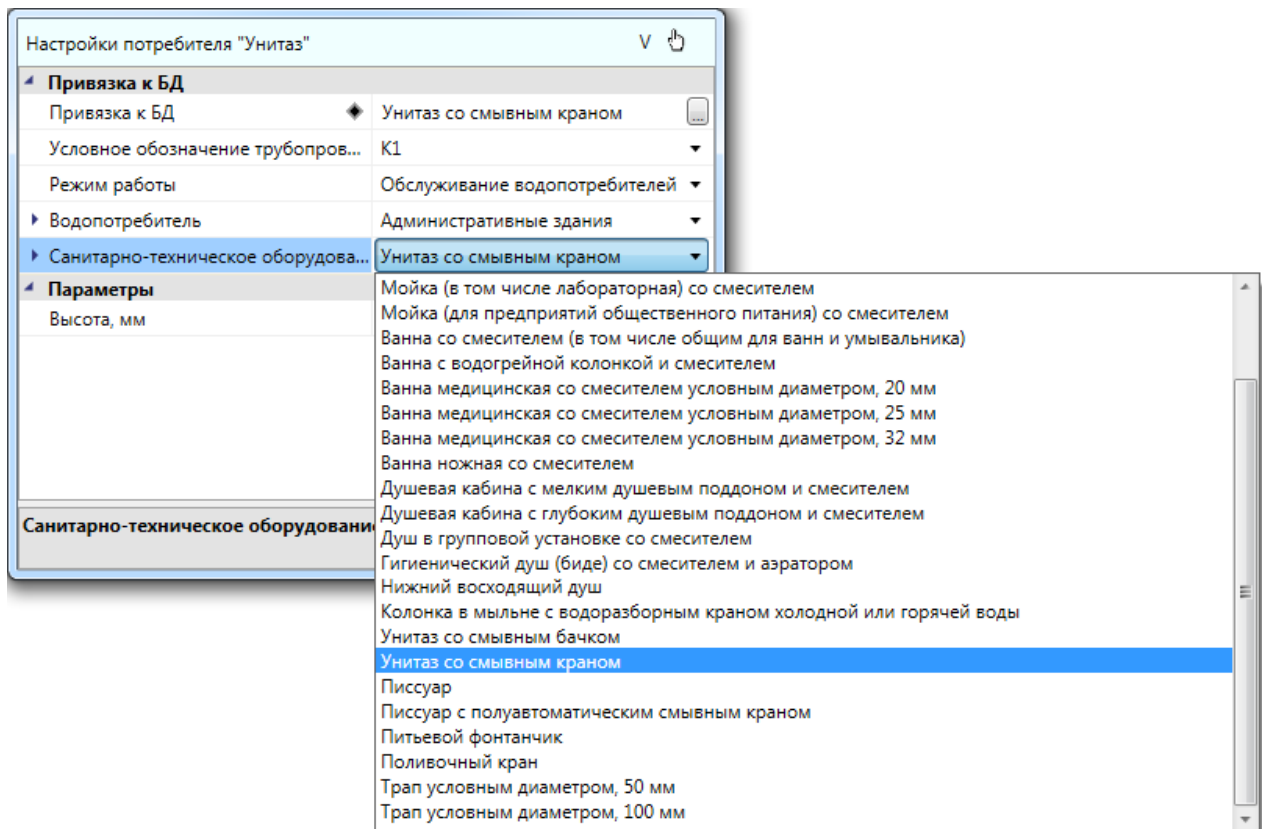 Настройки потребителя "Унитаз" V
Привязка к БД
Привязка к БД Унитаз со смывным краном ...
Условное обозначение трубопров... К1
Режим работы Обслуживание водопотребителей
Водопотребитель Административные здания
Санитарно-техническое оборудова... Унитаз со смывным краном
Параметры
Высота, мм
Санитарно-техническое оборудование
Мойка (в том числе лабораторная) со смесителем
Мойка (для предприятий общественного питания) со смесителем
Ванна со смесителем (в том числе общим для ванн и умывальника)
Ванна с водогрейной колонкой и смесителем
Ванна медицинская со смесителем условным диаметром, 20 мм
Ванна медицинская со смесителем условным диаметром, 25 мм
Ванна медицинская со смесителем условным диаметром, 32 мм
Ванна ножная со смесителем
Душевая кабина с мелким душевым поддоном и смесителем
Душевая кабина с глубоким душевым поддоном и смесителем
Душ в групповой установке со смесителем
Гигиенический душ (биде) со смесителем и аэратором
Нижний восходящий душ
Колонка в мыльне с водоразборным краном холодной или горячей воды
Унитаз со смывным бачком
Унитаз со смывным краном
Писсуар
Писсуар с полуавтоматическим смывным краном
Питьевой фонтанчик
Поливочный кран
Трап условным диаметром, 50 мм
Трап условным диаметром, 100 мм